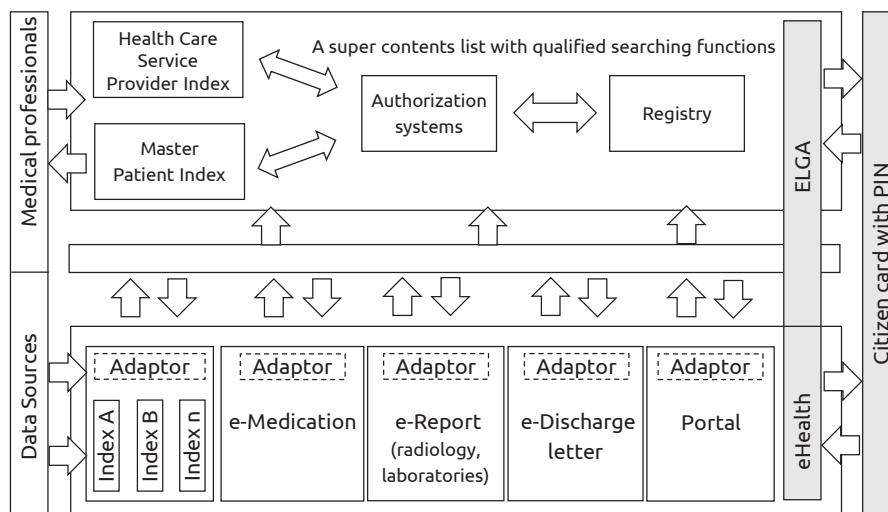 Medical professionals
Health Care
Service
Provider Index
A super contents list with qualified searching functions
Authorization
systems
Registry
Master
Patient Index
ELGA
Citizen card with PIN
Data Sources
Adaptor
Index A
Index B
Index n
Adaptor
e-Medication
Adaptor
e-Report
(radiology,
laboratories)
Adaptor
e-Discharge
letter
Adaptor
Portal
eHealth